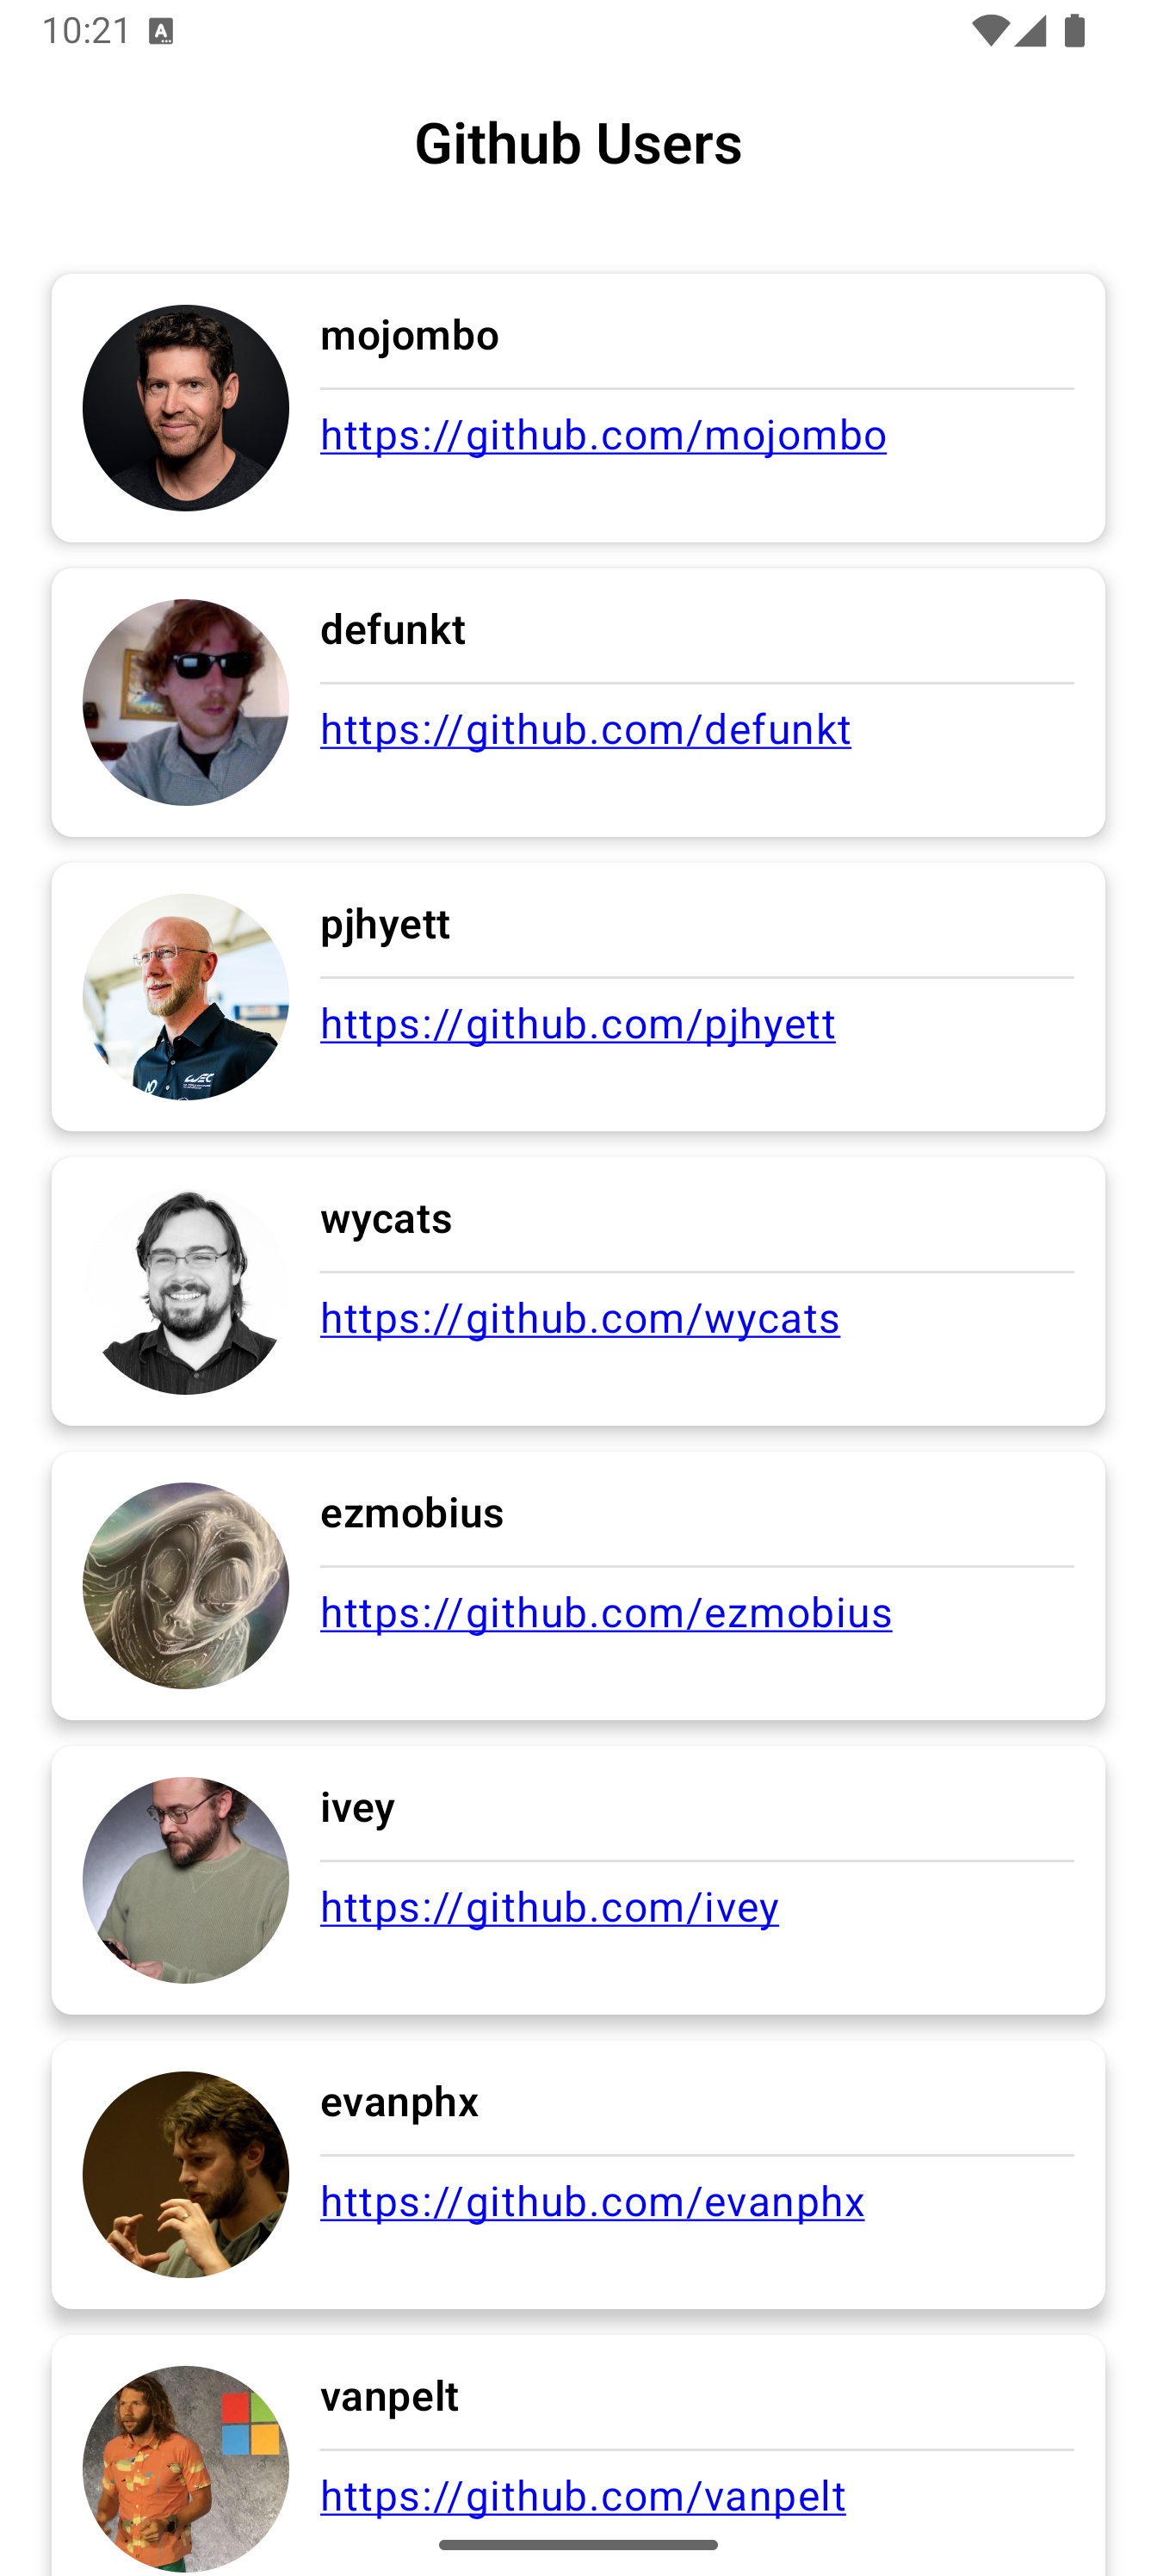 10:21 A
Github Users
mojombo
https://github.com/mojombo
defunkt
https://github.com/defunkt
pjhyett
https://github.com/pjhyett
WEC
wycats
https://github.com/wycats
ezmobius
https://github.com/ezmobius
ivey
https://github.com/ivey
evanphx
https://github.com/evanphx
vanpelt
https://github.com/vanpelt